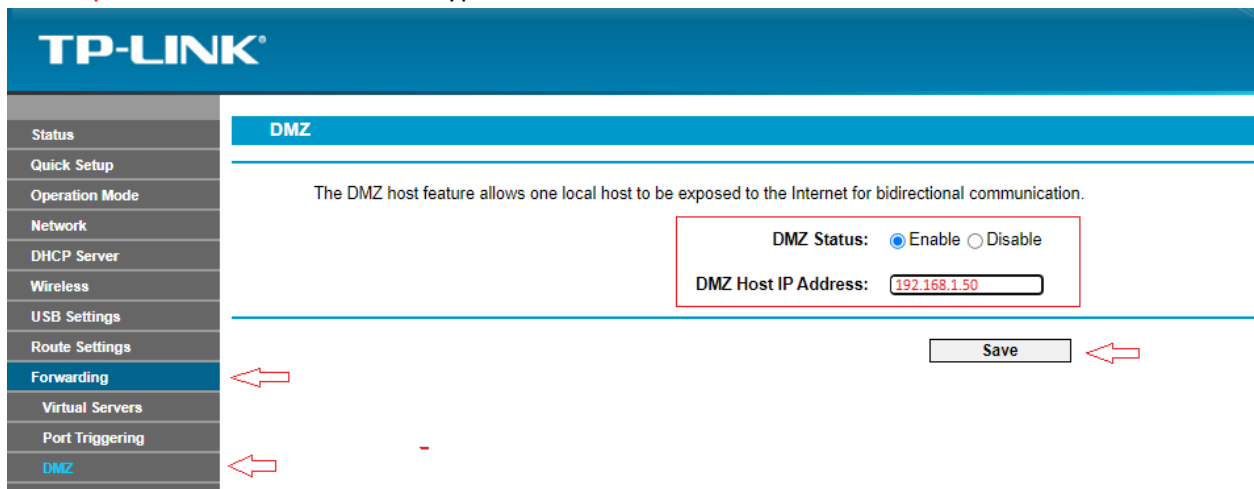 TP-LINK®
DMZ
Status
Quick Setup
Operation Mode
Network
DHCP Server
Wireless
USB Settings
Route Settings
Forwarding
Virtual Servers
Port Triggering
DMZ
The DMZ host feature allows one local host to be exposed to the Internet for bidirectional communication.
DMZ Status: Enable Disable
DMZ Host IP Address: 192.168.1.50
Save